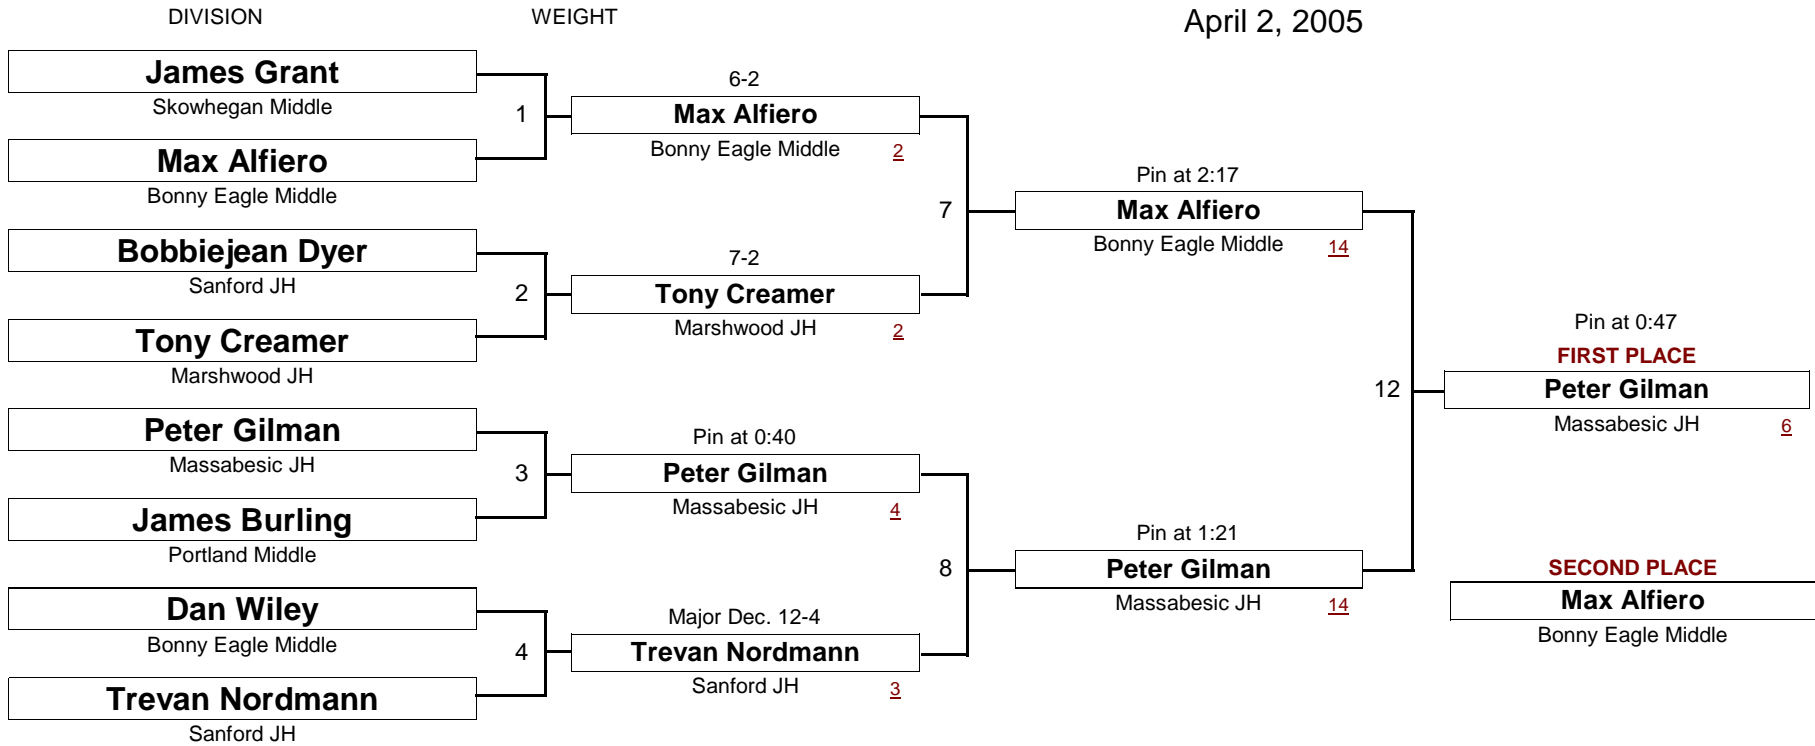 DIVISION
WEIGHT
April 2, 2005
James Grant
Skowhegan Middle
1
Max Alfiero
Bonny Eagle Middle
Bobbiejean Dyer
Sanford JH
2
Tony Creamer
Marshwood JH
Peter Gilman
Massabesic JH
3
James Burling
Portland Middle
Dan Wiley
Bonny Eagle Middle
4
Trevan Nordmann
Sanford JH
6-2
Max Alfiero
Bonny Eagle Middle 2
7
7-2
Tony Creamer
Marshwood JH 2
Pin at 0:40
Peter Gilman
Massabesic JH 4
8
Major Dec. 12-4
Trevan Nordmann
Sanford JH 3
Pin at 2:17
Max Alfiero
Bonny Eagle Middle 14
12
Pin at 1:21
Peter Gilman
Massabesic JH 14
Pin at 0:47
FIRST PLACE
Peter Gilman
Massabesic JH 6
SECOND PLACE
Max Alfiero
Bonny Eagle Middle